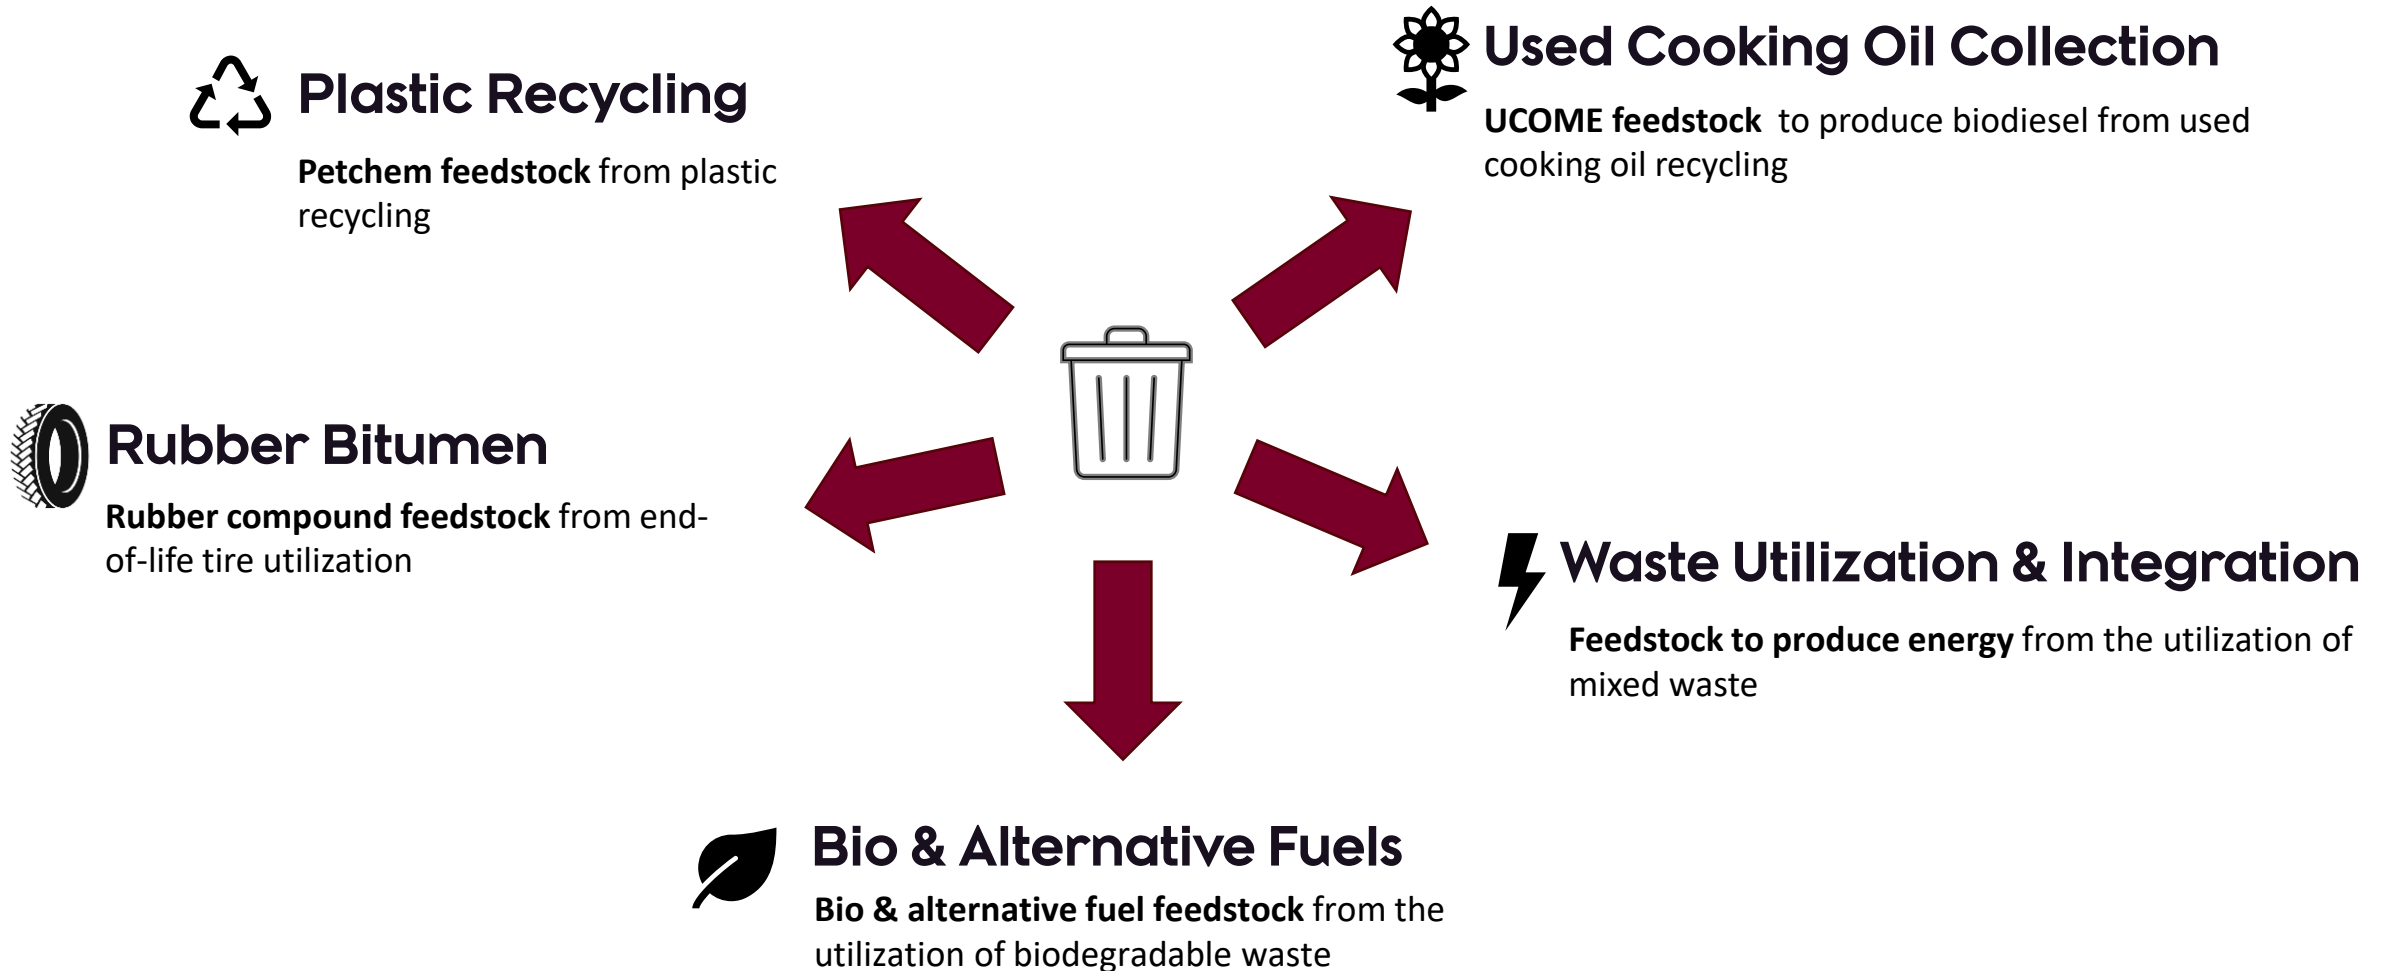 Plastic Recycling
Petchem feedstock from plastic
recycling
Used Cooking Oil Collection
UCOME feedstock  to produce biodiesel from used
cooking oil recycling
Rubber Bitumen
Rubber compound feedstock from end-
of-life tire utilization
Waste Utilization & Integration
Feedstock to produce energy from the utilization of
mixed waste
Bio & Alternative Fuels
Bio & alternative fuel feedstock from the
utilization of biodegradable waste